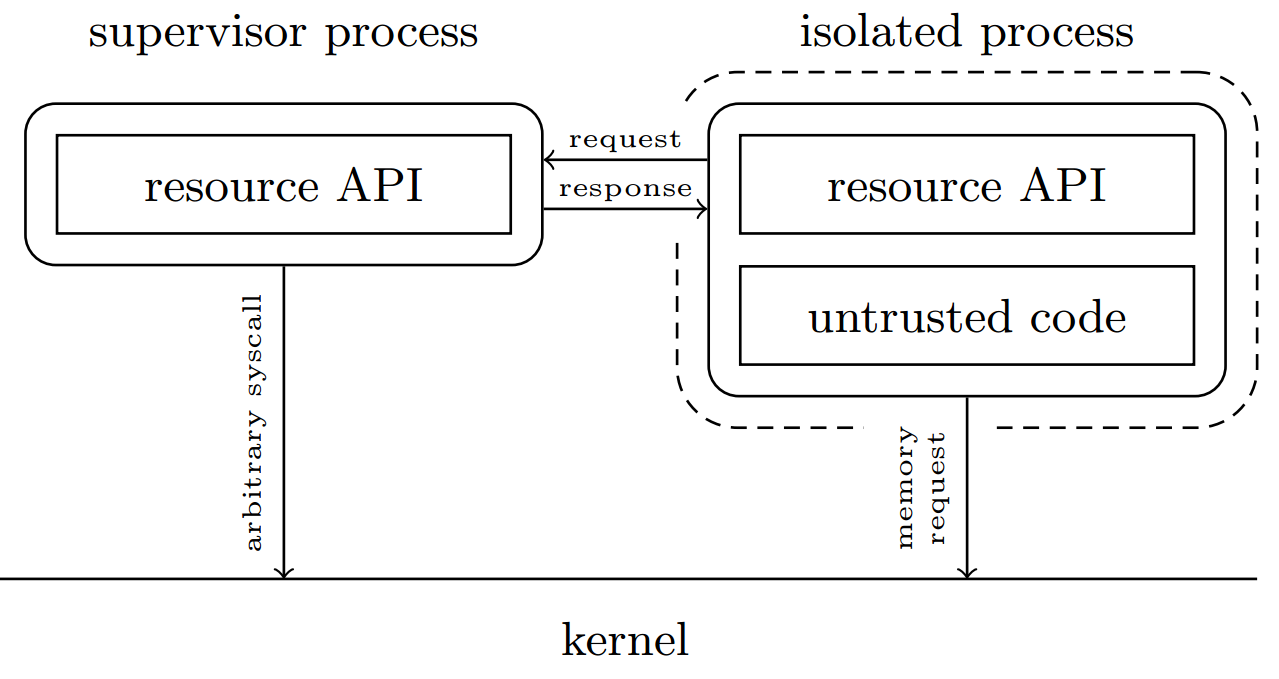 supervisor process
isolated process
resource API
request
response
resource API
untrusted code
arbitrary syscall
memory
request
kernel